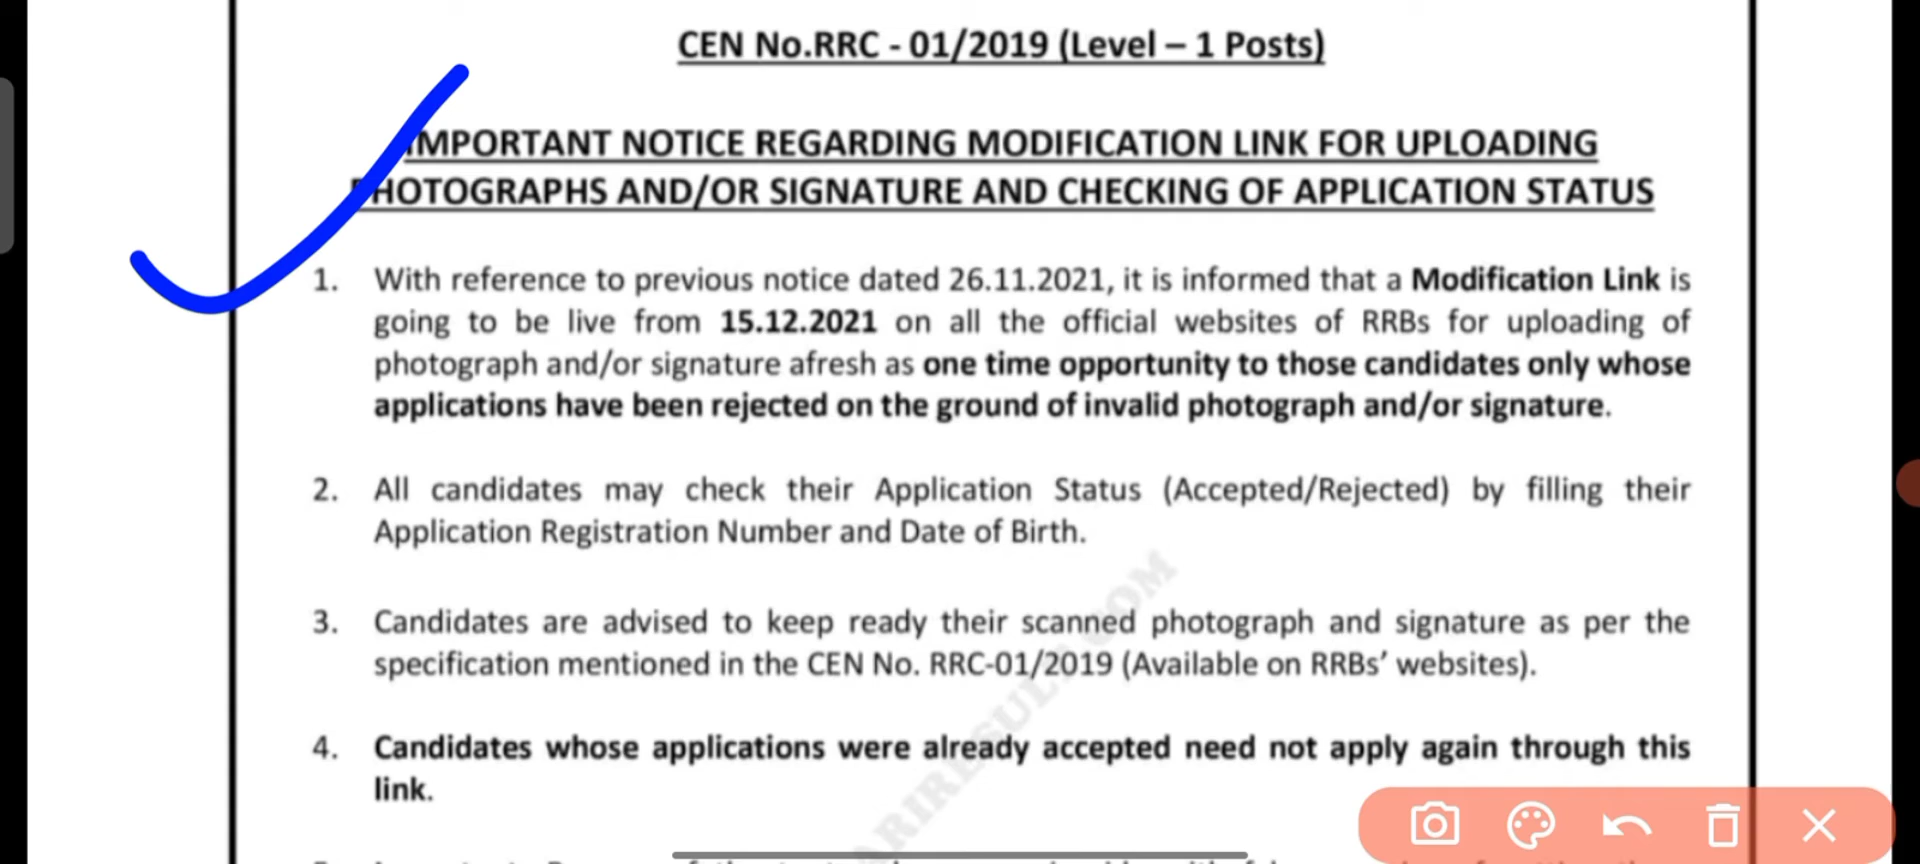 CEN No.RRC - 01/2019 (Level – 1 Posts)
IMPORTANT NOTICE REGARDING MODIFICATION LINK FOR UPLOADING
PHOTOGRAPHS AND/OR SIGNATURE AND CHECKING OF APPLICATION STATUS
1. With reference to previous notice dated 26.11.2021, it is informed that a Modification Link is
going to be live from 15.12.2021 on all the official websites of RRBs for uploading of
photograph and/or signature afresh as one time opportunity to those candidates only whose
applications have been rejected on the ground of invalid photograph and/or signature.
2. All candidates may check their Application Status (Accepted/Rejected) by filling their
Application Registration Number and Date of Birth.
3. Candidates are advised to keep ready their scanned photograph and signature as per the
specification mentioned in the CEN No. RRC-01/2019 (Available on RRBs’ websites).
4. Candidates whose applications were already accepted need not apply again through this
link.